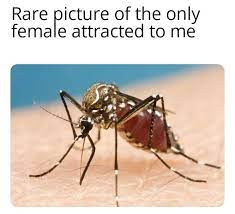 Rare picture of the only
female attracted to me